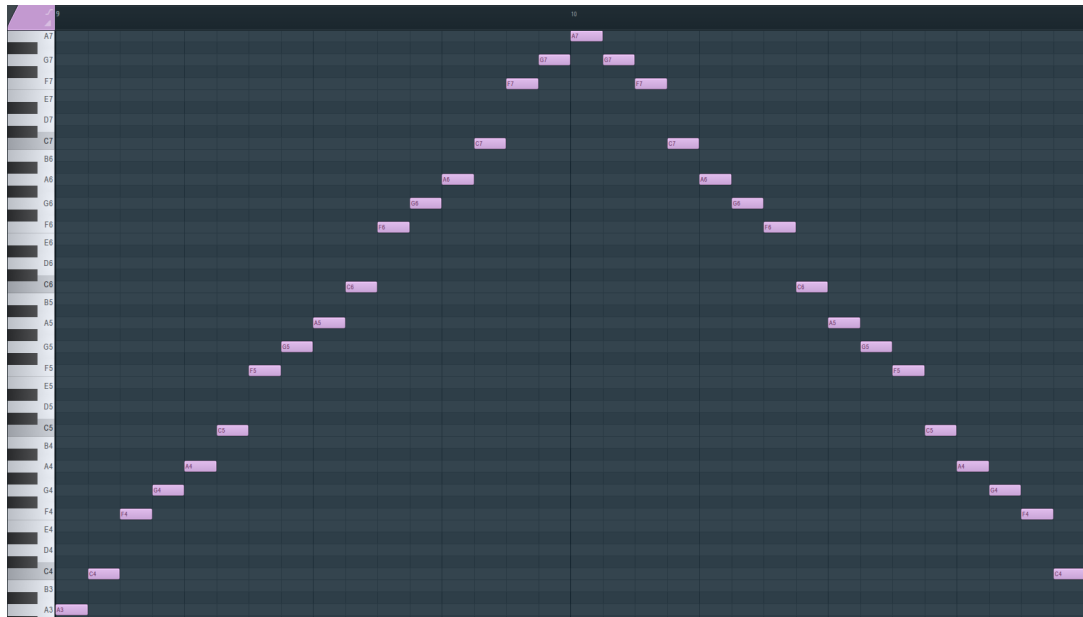 9 10
A7 A7
G7 G7 G7
F7 F7 F7
E7
D7
C7 C7 C7
B6
A6 A6 A6
G6 G6 G6
F6 F6 F6
E6
D6
C6 C6 C6
B5
A5 A5 A5
G5 G5 G5
F5 F5 F5
E5
D5
C5 C5 C5
B4
A4 A4 A4
G4 G4 G4
F4 F4 F4
E4
D4
C4 C4 C4
B3
A3 A3